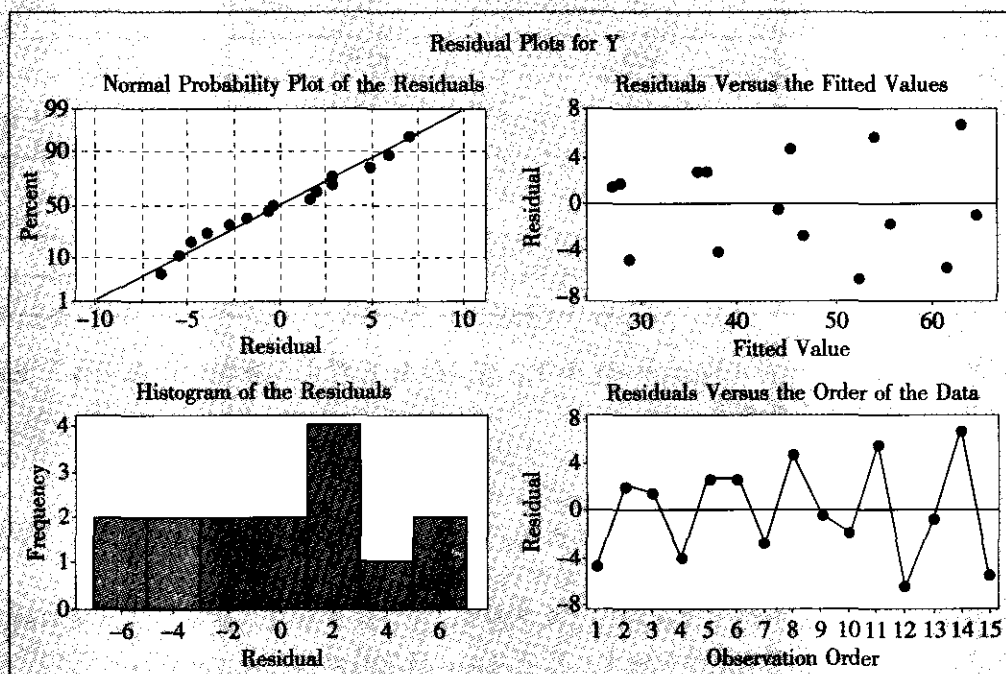 Residual Plots for Y
Normal Probability Plot of the Residuals
99
90
50
10
1
Percent
-10 -5 0 5 10
Residual
Residuals Versus the Fitted Values
8
4
0
-4
-8
Residual
30 40 50 60
Fitted Value
Histogram of the Residuals
4
3
2
1
0
Frequency
-6 -4 -2 0 2 4 6
Residual
Residuals Versus the Order of the Data
8
4
0
-4
-8
Residual
1 2 3 4 5 6 7 8 9 10 11 12 13 14 15
Observation Order